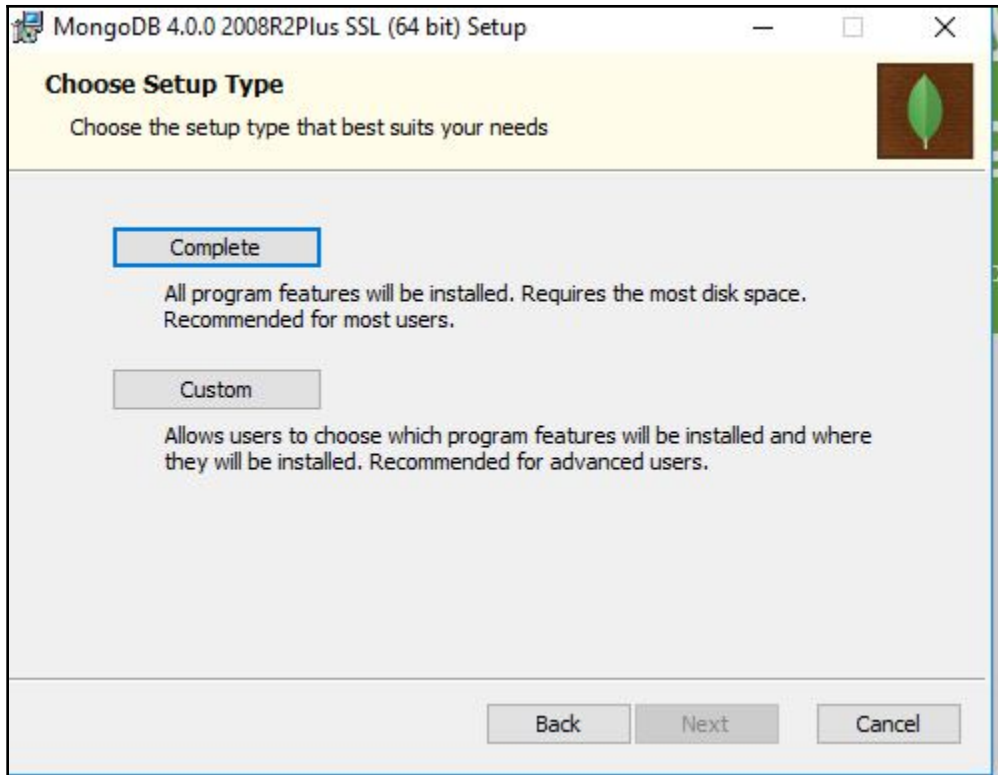 MongoDB 4.0.0 2008R2Plus SSL (64 bit) Setup
Choose Setup Type
Choose the setup type that best suits your needs
Complete
All program features will be installed. Requires the most disk space.
Recommended for most users.
Custom
Allows users to choose which program features will be installed and where
they will be installed. Recommended for advanced users.
Back Next Cancel